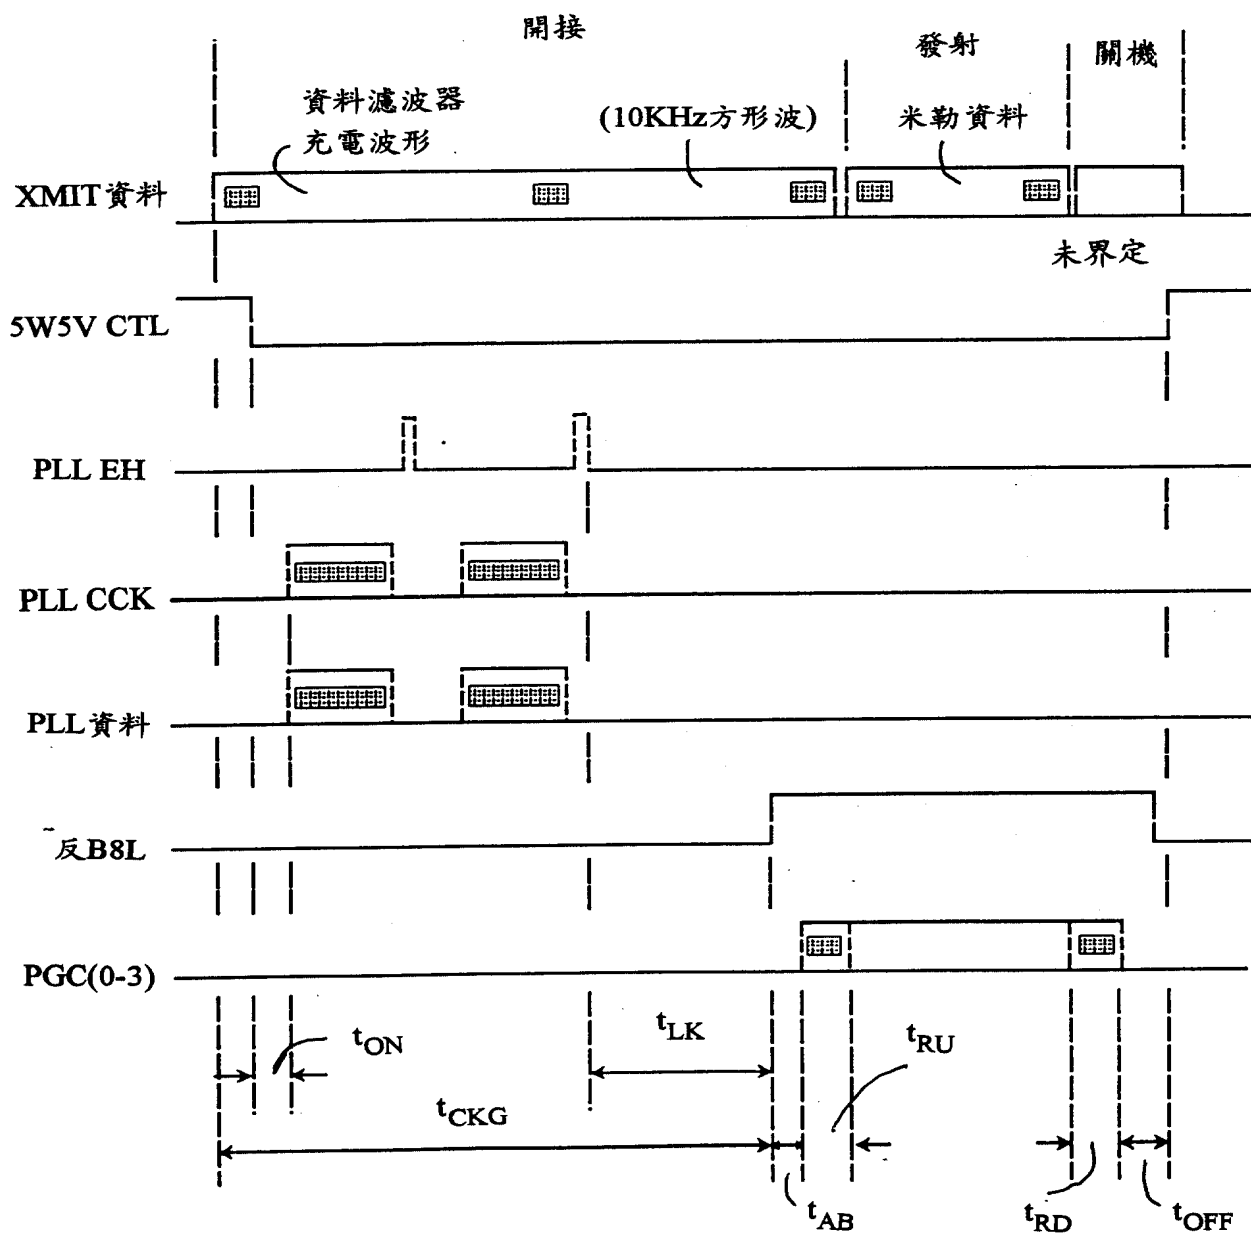 開接
發射
關機
資料濾波器
充電波形
(10KHz方形波)
米勒資料
XMIT資料
未界定
5W5V CTL
PLL EH
PLL CCK
PLL資料
反B8L
PGC(0-3)
tON
tLK
tRU
tCKG
tAB
tRD
tOFF